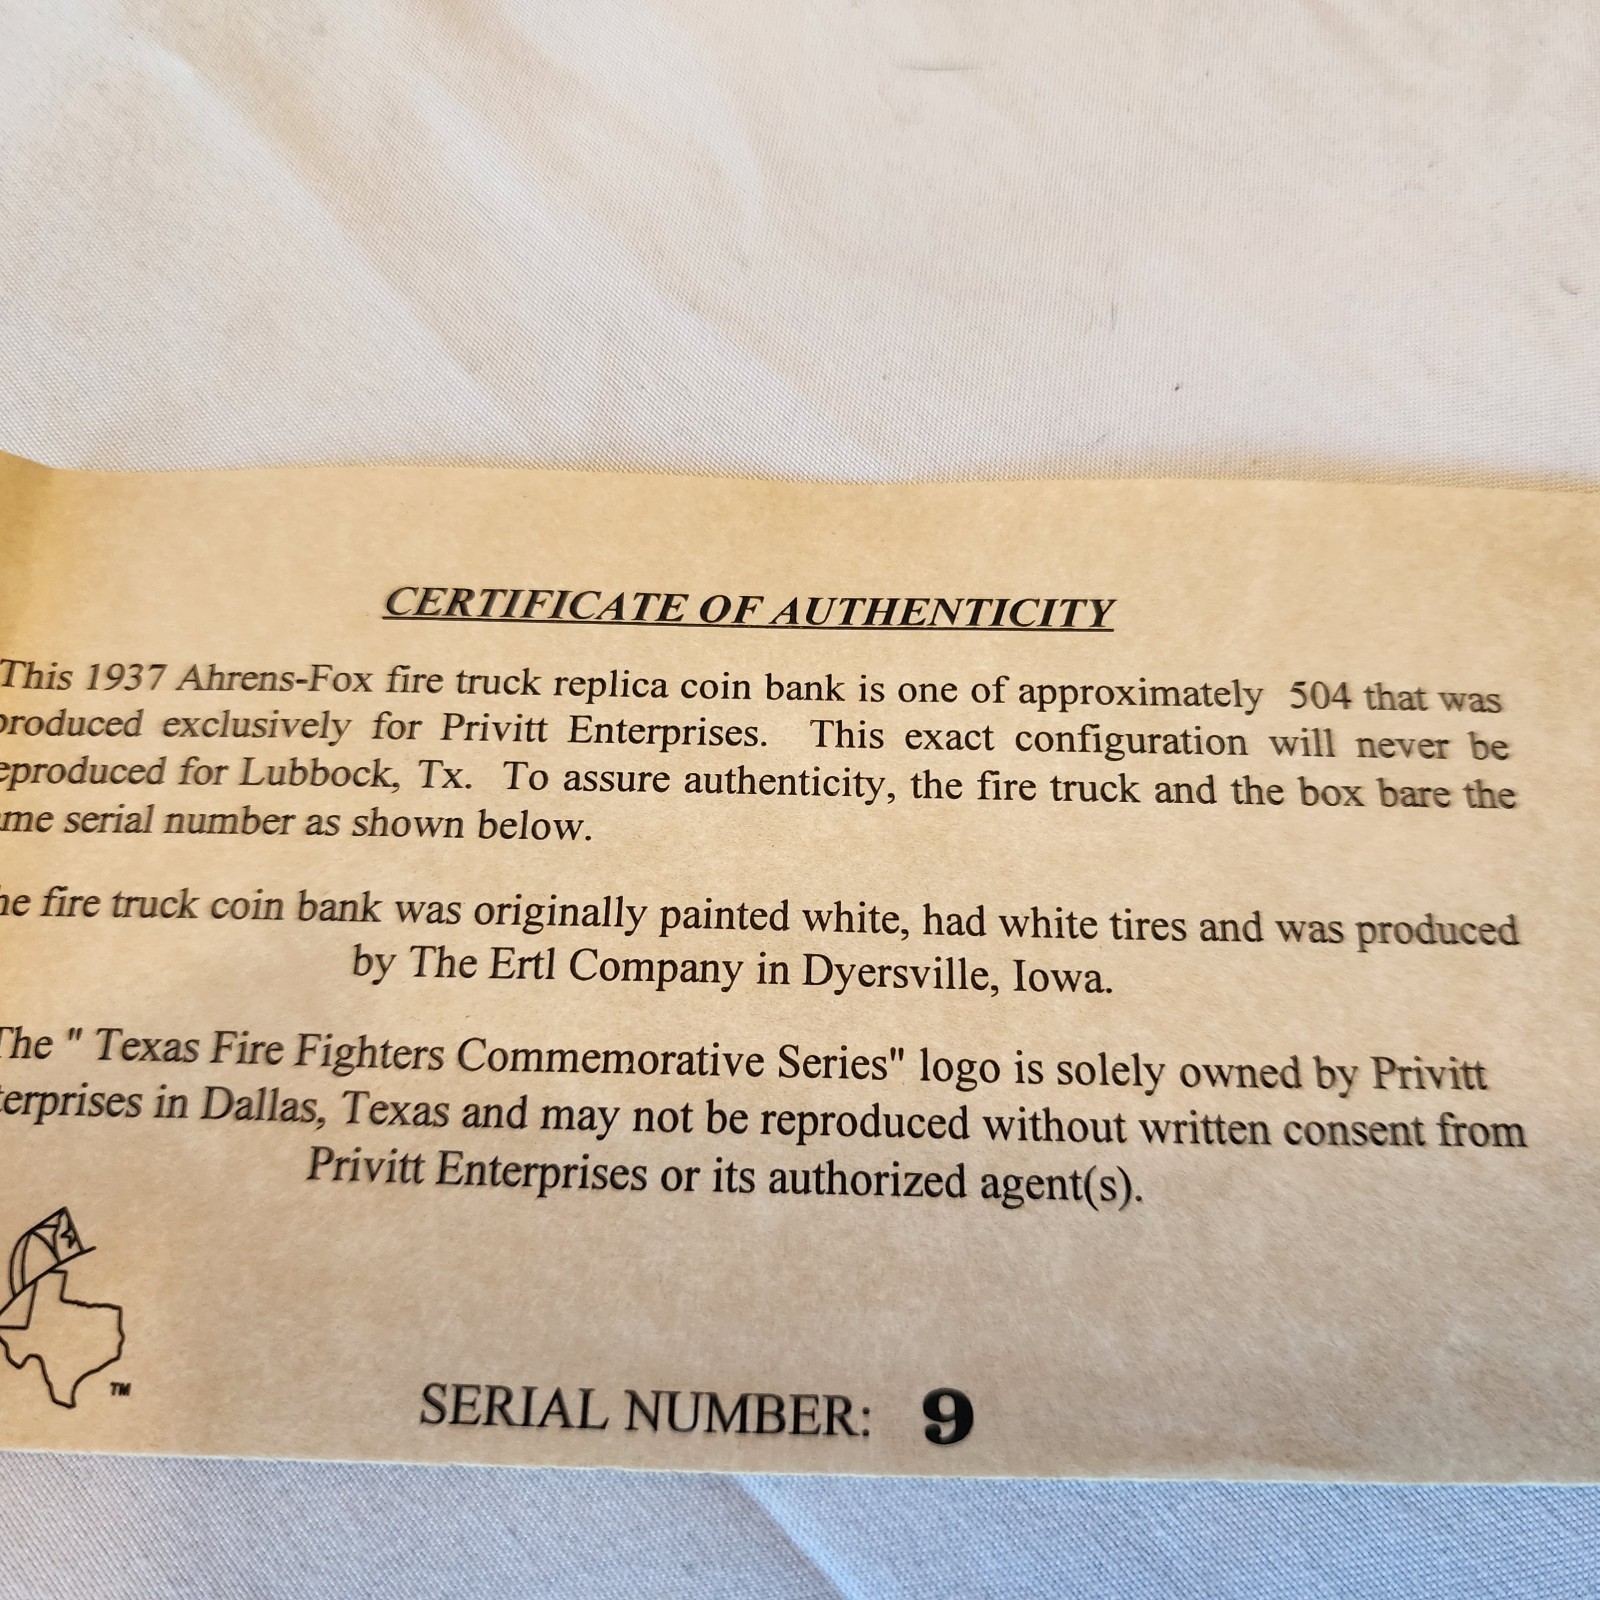 CERTIFICATE OF AUTHENTICITY
This 1937 Ahrens-Fox fire truck replica coin bank is one of approximately 504 that was
produced exclusively for Privitt Enterprises. This exact configuration will never be
eproduced for Lubbock, Tx. To assure authenticity, the fire truck and the box bare the
me serial number as shown below.
he fire truck coin bank was originally painted white, had white tires and was produced
by The Ertl Company in Dyersville, Iowa.
The " Texas Fire Fighters Commemorative Series" logo is solely owned by Privitt
terprises in Dallas, Texas and may not be reproduced without written consent from
Privitt Enterprises or its authorized agent(s).
TM
SERIAL NUMBER: 9